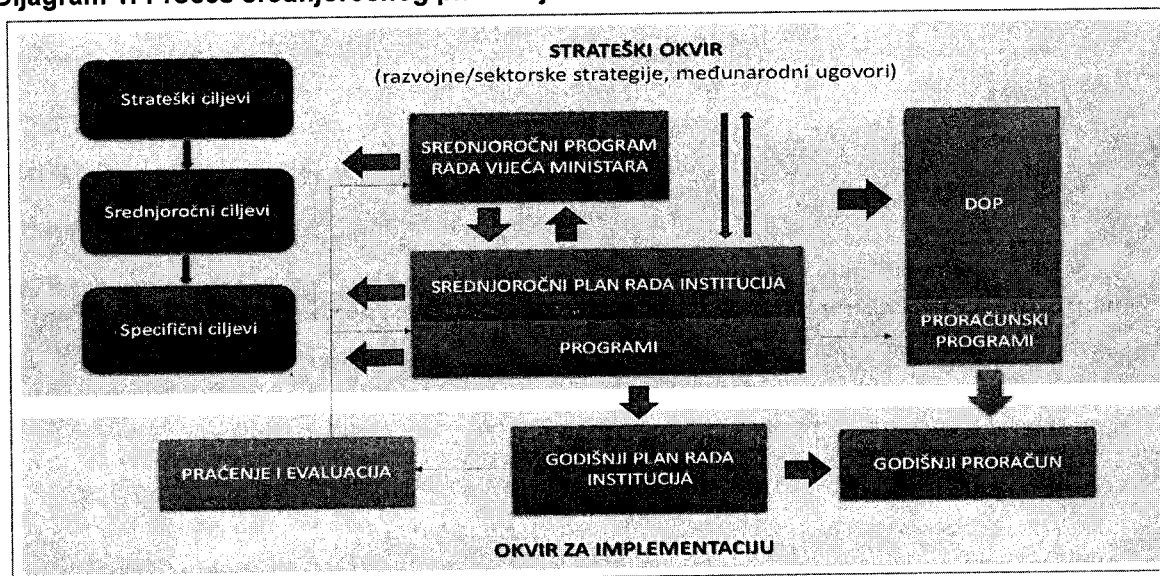 STRATEŠKI OKVIR
(razvojne/sektorske strategije, međunarodni ugovori)
Strateški ciljevi
Srednjoročni ciljevi
Specifični ciljevi
SREDNJOROČNI PROGRAM
RADA VIJEĆA MINISTARA
SREDNJOROČNI PLAN RADA INSTITUCIJA
PROGRAMI
DOP
PRORAČUNSKI
PROGRAMI
PRAĆENJE I EVALUACIJA
GODIŠNJI PLAN RADA
INSTITUCIJA
GODIŠNJI PRORAČUN
OKVIR ZA IMPLEMENTACIJU